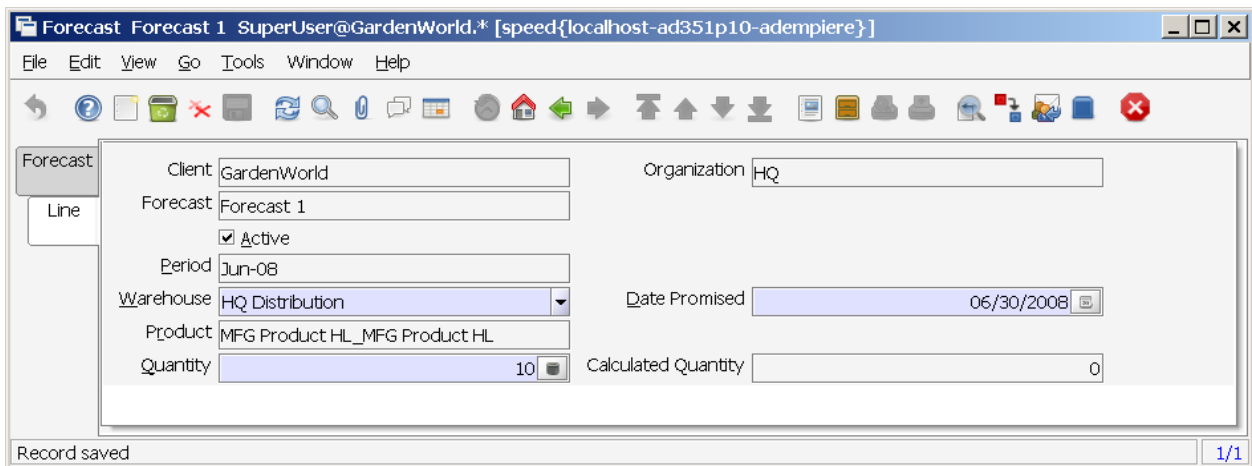 Forecast Forecast 1 SuperUser@GardenWorld.* [speed{localhost-ad351p10-adempiere}]
File Edit View Go Tools Window Help
Forecast
Line
Client GardenWorld Organization HQ
Forecast Forecast 1
Active
Period Jun-08
Warehouse HQ Distribution Date Promised 06/30/2008
Product MFG Product HL_MFG Product HL
Quantity 10 Calculated Quantity 0
Record saved 1/1